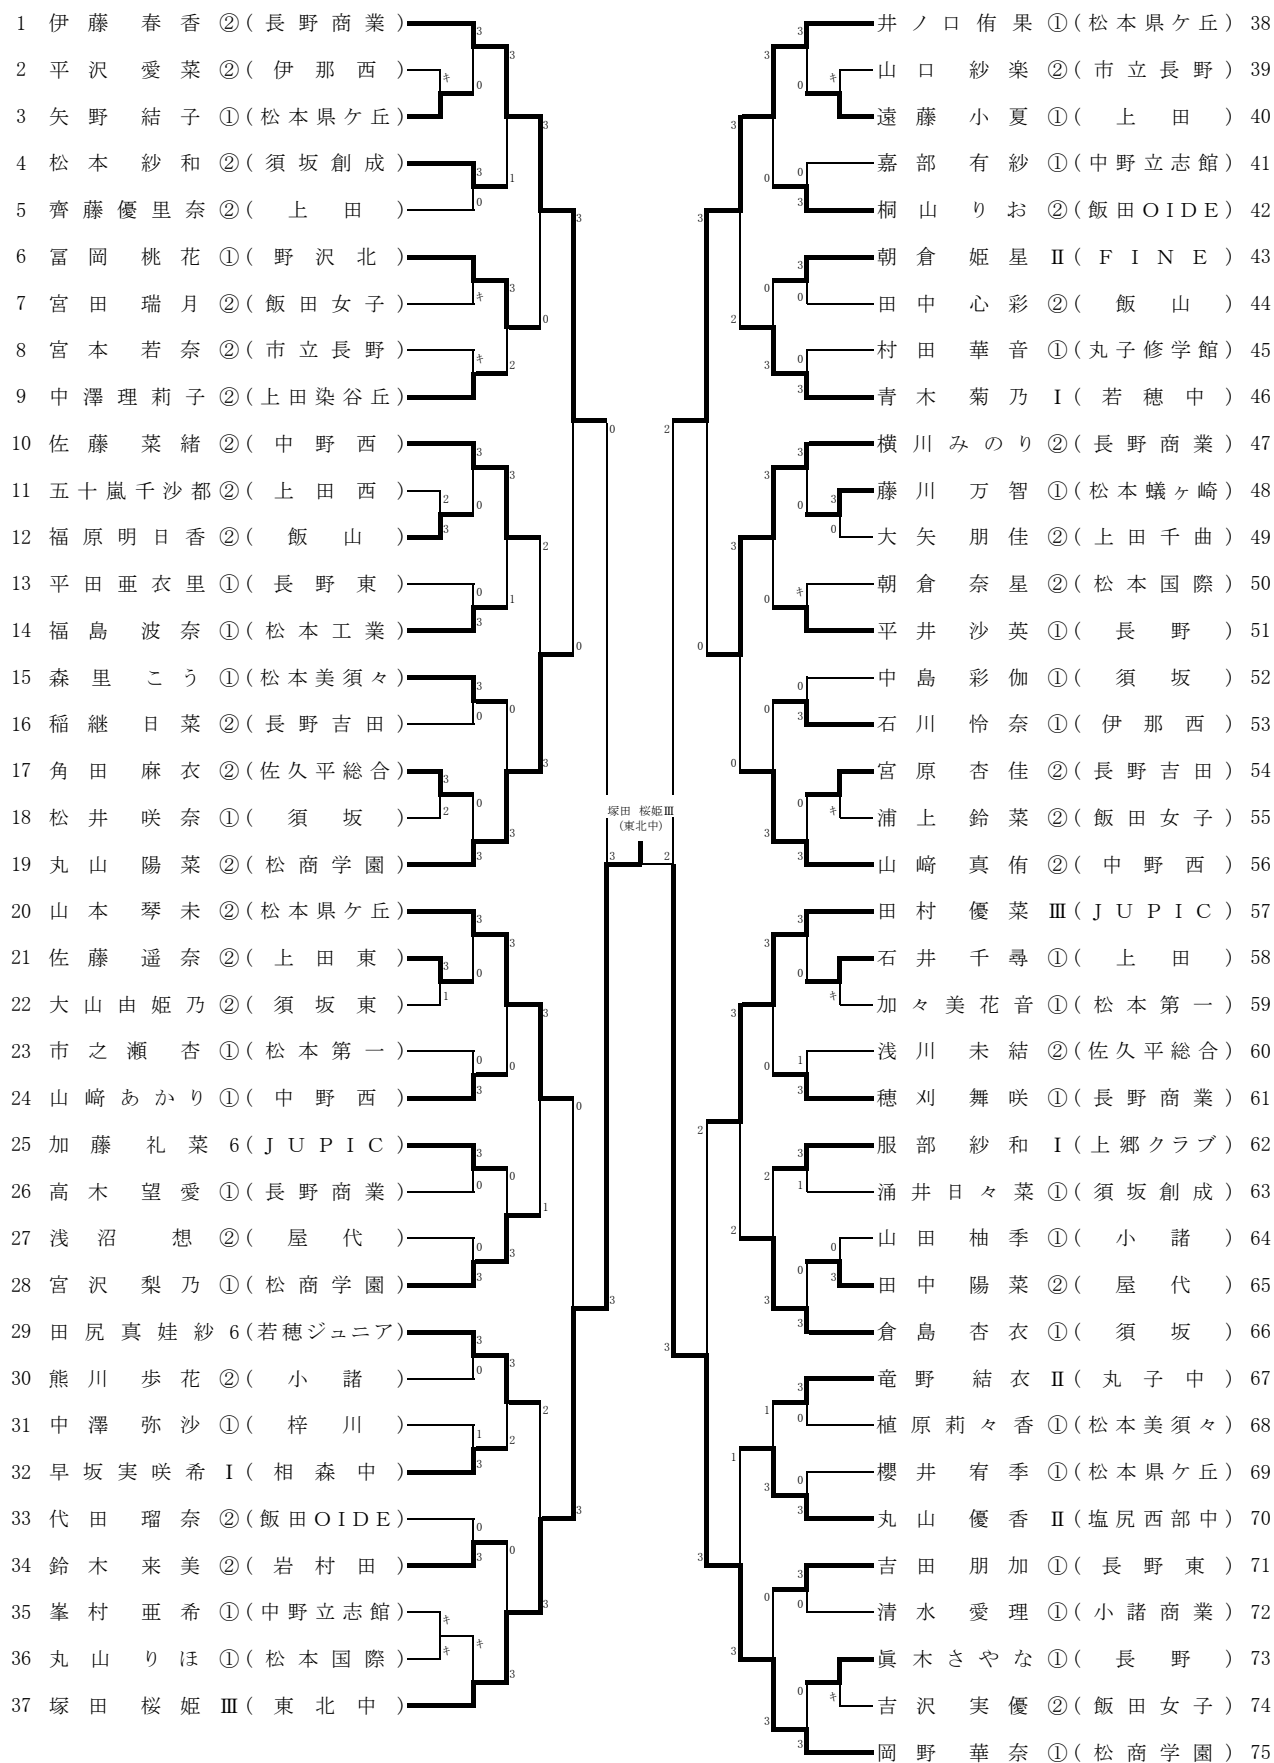 1 伊藤 春香 ②(長野商業)
2 平沢 愛菜 ②(伊那西)
3 矢野 結子 ①(松本県ケ丘)
4 松本 紗和 ②(須坂創成)
5 齊藤優里奈 ②(上田)
6 冨岡 桃花 ①(野沢北)
7 宮田 瑞月 ②(飯田女子)
8 宮本 若奈 ②(市立長野)
9 中澤理莉子 ②(上田染谷丘)
10 佐藤 菜緒 ②(中野西)
11 五十嵐千沙都 ②(上田西)
12 福原明日香 ②(飯山)
13 平田亜衣里 ①(長野東)
14 福島 波奈 ①(松本工業)
15 森里 こう ①(松本美須々)
16 稲継 日菜 ②(長野吉田)
17 角田 麻衣 ②(佐久平総合)
18 松井 咲奈 ①(須坂)
19 丸山 陽菜 ②(松商学園)
20 山本 琴未 ②(松本県ケ丘)
21 佐藤 遥奈 ②(上田東)
22 大山由姫乃 ②(須坂東)
23 市之瀬 杏 ①(松本第一)
24 山﨑あかり ①(中野西)
25 加藤 礼菜 6(JUPIC)
26 高木 望愛 ①(長野商業)
27 浅沼 想 ②(屋代)
28 宮沢 梨乃 ①(松商学園)
29 田尻真娃紗 6(若穂ジュニア)
30 熊川 歩花 ②(小諸)
31 中澤 弥沙 ①(梓川)
32 早坂実咲希 Ⅰ(相森中)
33 代田 瑠奈 ②(飯田OIDE)
34 鈴木 来美 ②(岩村田)
35 峯村 亜希 ①(中野立志館)
36 丸山 りほ ①(松本国際)
37 塚田 桜姫 Ⅲ(東北中)
塚田 桜姫Ⅲ
(東北中)
井ノ口侑果 ①(松本県ケ丘) 38
山口 紗楽 ②(市立長野) 39
遠藤 小夏 ①(上田) 40
嘉部 有紗 ①(中野立志館) 41
桐山 りお ②(飯田OIDE) 42
朝倉 姫星 Ⅱ(FINE) 43
田中 心彩 ②(飯山) 44
村田 華音 ①(丸子修学館) 45
青木 菊乃 Ⅰ(若穂中) 46
横川みのり ②(長野商業) 47
藤川 万智 ①(松本蟻ヶ崎) 48
大矢 朋佳 ②(上田千曲) 49
朝倉 奈星 ②(松本国際) 50
平井 沙英 ①(長野) 51
中島 彩伽 ①(須坂) 52
石川 怜奈 ①(伊那西) 53
宮原 杏佳 ②(長野吉田) 54
浦上 鈴菜 ②(飯田女子) 55
山﨑 真侑 ②(中野西) 56
田村 優菜 Ⅲ(JUPIC) 57
石井 千尋 ①(上田) 58
加々美花音 ①(松本第一) 59
浅川 未結 ②(佐久平総合) 60
穂刈 舞咲 ①(長野商業) 61
服部 紗和 Ⅰ(上郷クラブ) 62
涌井日々菜 ①(須坂創成) 63
山田 柚季 ①(小諸) 64
田中 陽菜 ②(屋代) 65
倉島 杏衣 ①(須坂) 66
竜野 結衣 Ⅱ(丸子中) 67
植原莉々香 ①(松本美須々) 68
櫻井 宥季 ①(松本県ケ丘) 69
丸山 優香 Ⅱ(塩尻西部中) 70
吉田 朋加 ①(長野東) 71
清水 愛理 ①(小諸商業) 72
眞木さやな ①(長野) 73
吉沢 実優 ②(飯田女子) 74
岡野 華奈 ①(松商学園) 75